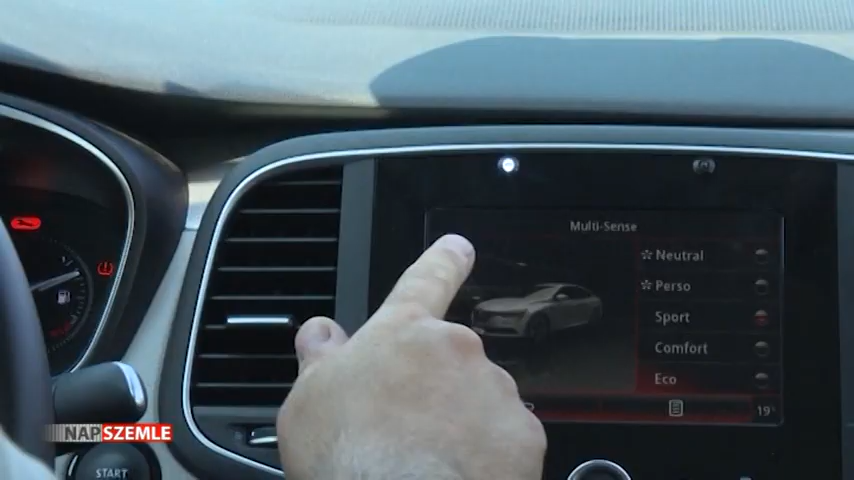 Multi-Sense
Neutral
Perso
Sport
Comfort
Eco
19°
NAPSZEMLE
START